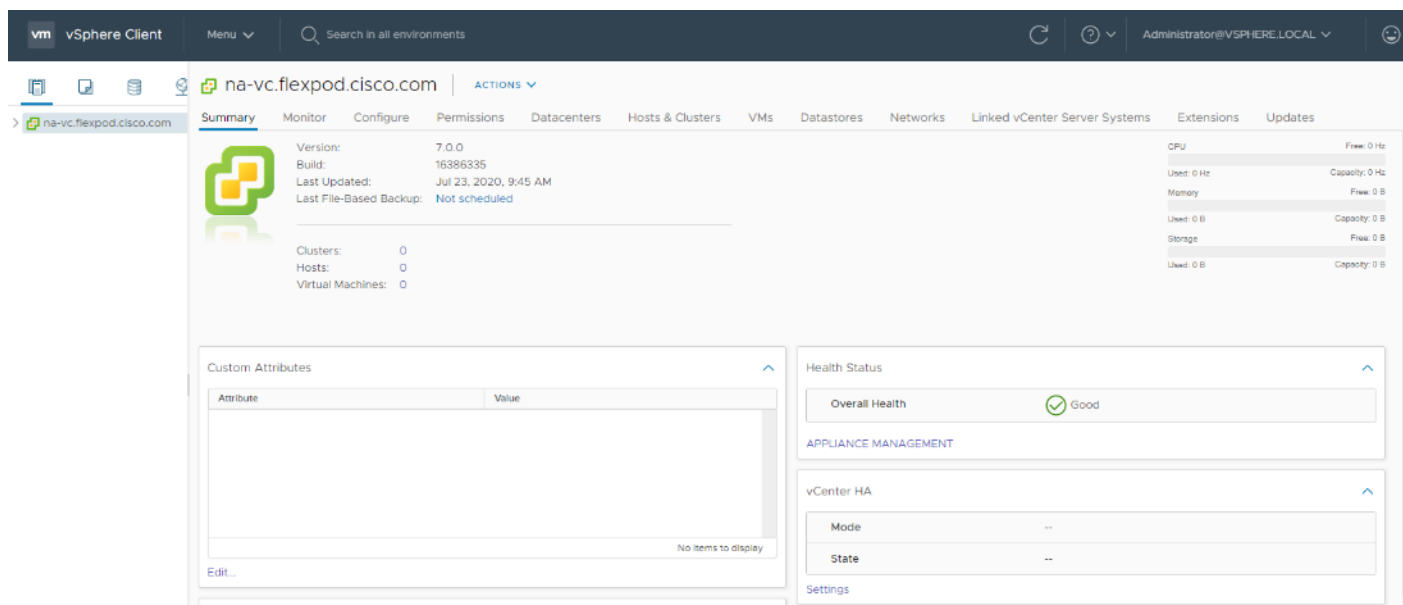 vm vSphere Client Menu Search in all environments Administrator@VSPHERE.LOCAL
na-vc.flexpod.cisco.com
na-vc.flexpod.cisco.com ACTIONS
Summary Monitor Configure Permissions Datacenters Hosts & Clusters VMs Datastores Networks Linked vCenter Server Systems Extensions Updates
Version: 7.0.0
Build: 16386335
Last Updated: Jul 23, 2020, 9:45 AM
Last File-Based Backup: Not scheduled
Clusters: 0
Hosts: 0
Virtual Machines: 0
CPU Free: 0 Hz
Used: 0 Hz Capacity: 0 Hz
Memory Free: 0 B
Used: 0 B Capacity: 0 B
Storage Free: 0 B
Used: 0 B Capacity: 0 B
Custom Attributes
Attribute Value
No items to display
Edit...
Health Status
Overall Health Good
APPLIANCE MANAGEMENT
vCenter HA
Mode --
State --
Settings